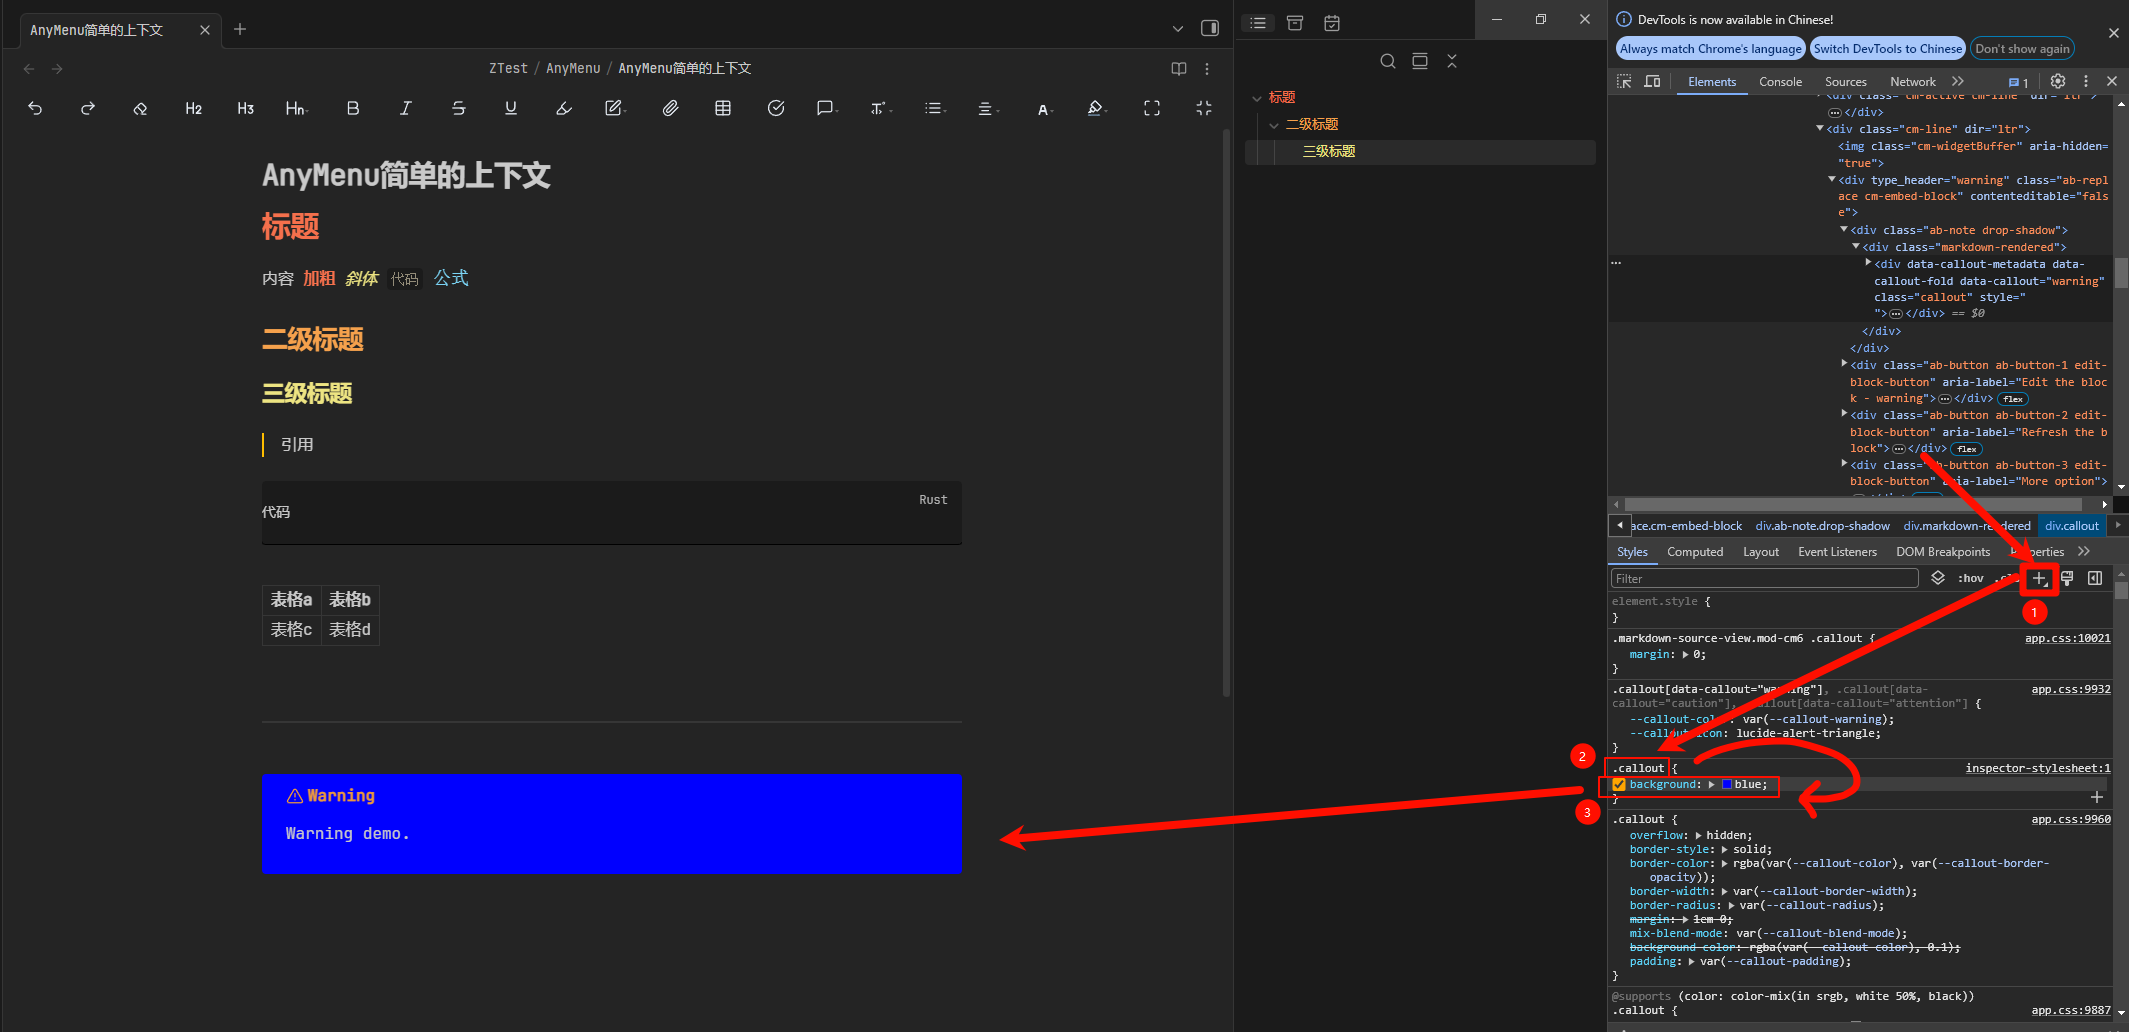 AnyMenu简单的上下文
ZTest / AnyMenu / AnyMenu简单的上下文
H2 H3 Hn B I S U A
AnyMenu简单的上下文
标题
内容 加粗 斜体 代码 公式
二级标题
三级标题
引用
Rust
代码
表格a 表格b
表格c 表格d
Warning
Warning demo.
标题
二级标题
三级标题
DevTools is now available in Chinese!
Always match Chrome's language
Switch DevTools to Chinese
Don't show again
Elements Console Sources Network 1
<div class="cm-active cm-line" dir="ltr">
</div>
<div class="cm-line" dir="ltr">
<img class="cm-widgetBuffer" aria-hidden=
"true">
<div type_header="warning" class="ab-repl
ace cm-embed-block" contenteditable="fals
e">
<div class="ab-note drop-shadow">
<div class="markdown-rendered">
<div data-callout-metadata data-
callout-fold data-callout="warning"
class="callout" style="
"></div> == $0
</div>
</div>
<div class="ab-button ab-button-1 edit-
block-button" aria-label="Edit the bloc
k - warning"></div> flex
<div class="ab-button ab-button-2 edit-
block-button" aria-label="Refresh the b
lock"></div> flex
<div class="ab-button ab-button-3 edit-
block-button" aria-label="More option">
ace.cm-embed-block div.ab-note.drop-shadow div.markdown-rendered div.callout
Styles Computed Layout Event Listeners DOM Breakpoints Properties
Filter :hov .cls
1
element.style {
}
.markdown-source-view.mod-cm6 .callout { app.css:10021
margin: 0;
}
.callout[data-callout="warning"], .callout[data- app.css:9932
callout="caution"], .callout[data-callout="attention"] {
--callout-color: var(--callout-warning);
--callout-icon: lucide-alert-triangle;
}
2
.callout { inspector-stylesheet:1
background: blue;
}
3
.callout { app.css:9960
overflow: hidden;
border-style: solid;
border-color: rgba(var(--callout-color), var(--callout-border-
opacity));
border-width: var(--callout-border-width);
border-radius: var(--callout-radius);
margin: 1em 0;
mix-blend-mode: var(--callout-blend-mode);
background-color: rgba(var(--callout-color), 0.1);
padding: var(--callout-padding);
}
@supports (color: color-mix(in srgb, white 50%, black))
.callout { app.css:9887